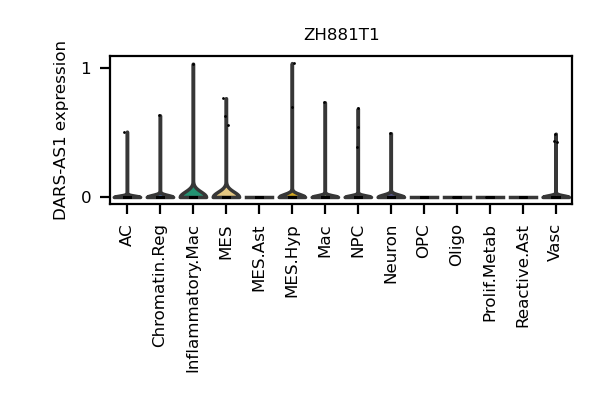 ZH881T1
DARS-AS1 expression
1
0
AC
Chromatin.Reg
Inflammatory.Mac
MES
MES.Ast
MES.Hyp
Mac
NPC
Neuron
OPC
Oligo
Prolif.Metab
Reactive.Ast
Vasc